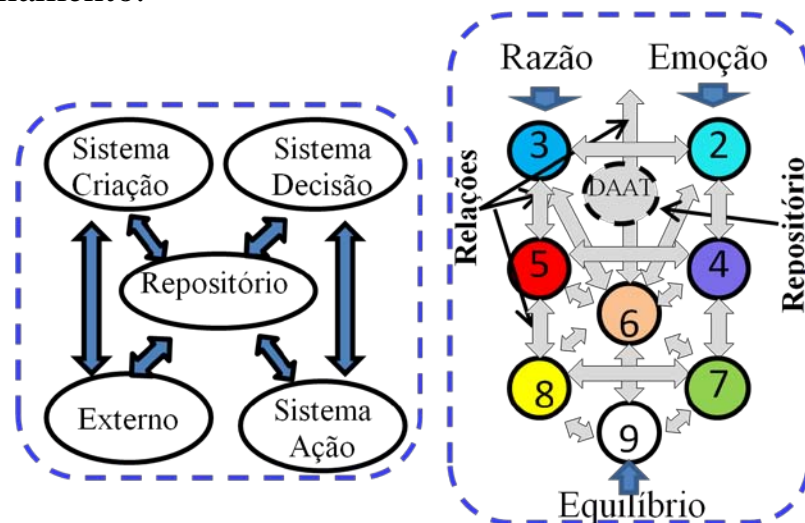 Sistema
Criação
Sistema
Decisão
Repositório
Externo
Sistema
Ação
Razão
Emoção
3
2
DAAT
Relações
Repositório
5
4
6
8
7
9
Equilíbrio